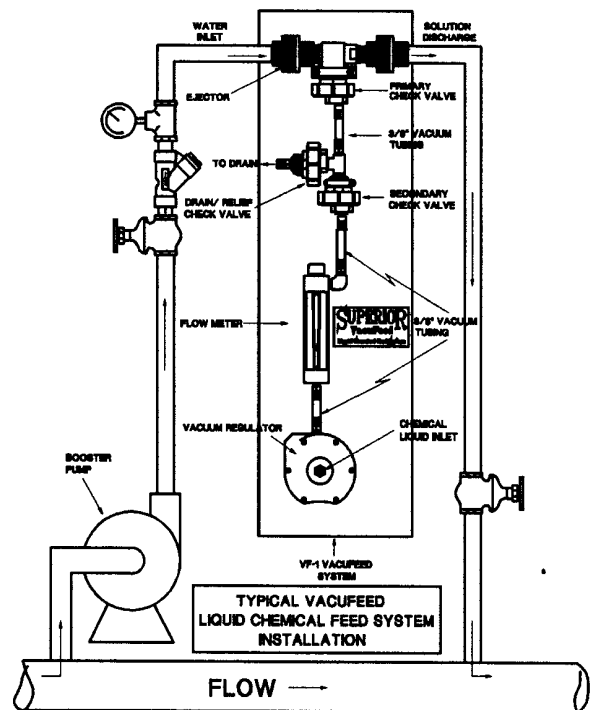 WATER
INLET
SOLUTION
DISCHARGE
EJECTOR
PRIMARY
CHECK VALVE
3/8" VACUUM
TUBING
TO DRAIN
DRAIN/ RELIEF
CHECK VALVE
SECONDARY
CHECK VALVE
FLOW METER
SUPERIOR
VacuFeed
3/8" VACUUM
TUBING
VACUUM REGULATOR
CHEMICAL
LIQUID INLET
BOOSTER
PUMP
VF-1 VACUFEED
SYSTEM
TYPICAL VACUFEED
LIQUID CHEMICAL FEED SYSTEM
INSTALLATION
FLOW